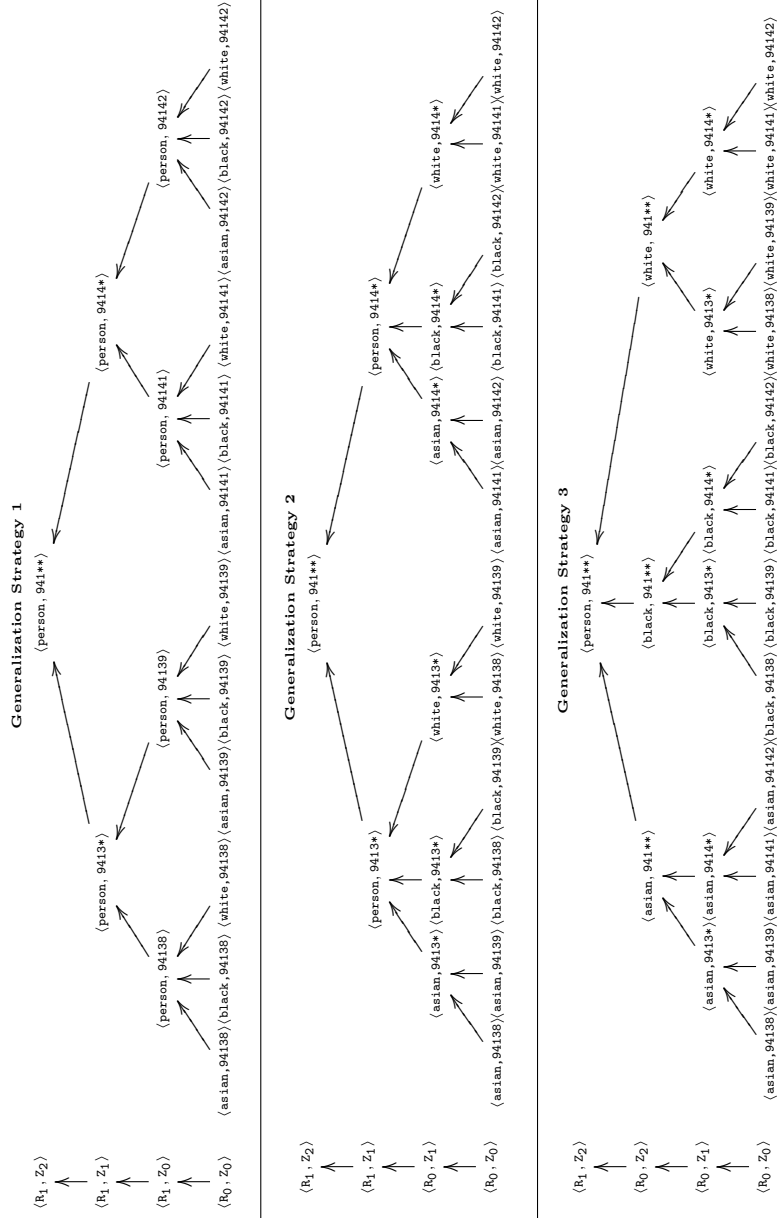 Generalization Strategy 1
⟨R₁, Z₂⟩ ⟨person, 941**⟩
⟨R₁, Z₁⟩ ⟨person, 9413*⟩ ⟨person, 9414*⟩
⟨R₁, Z₀⟩ ⟨person, 94138⟩ ⟨person, 94139⟩ ⟨person, 94141⟩ ⟨person, 94142⟩
⟨R₀, Z₀⟩ ⟨asian,94138⟩ ⟨black,94138⟩ ⟨white,94138⟩ ⟨asian,94139⟩ ⟨black,94139⟩ ⟨white,94139⟩ ⟨asian,94141⟩ ⟨black,94141⟩ ⟨white,94141⟩ ⟨asian,94142⟩ ⟨black,94142⟩ ⟨white,94142⟩
Generalization Strategy 2
⟨R₁, Z₂⟩ ⟨person, 941**⟩
⟨R₁, Z₁⟩ ⟨person, 9413*⟩ ⟨person, 9414*⟩
⟨R₀, Z₁⟩ ⟨asian,9413*⟩ ⟨black,9413*⟩ ⟨white,9413*⟩ ⟨asian,9414*⟩ ⟨black,9414*⟩ ⟨white,9414*⟩
⟨R₀, Z₀⟩ ⟨asian,94138⟩ ⟨asian,94139⟩ ⟨black,94138⟩ ⟨black,94139⟩ ⟨white,94138⟩ ⟨white,94139⟩ ⟨asian,94141⟩ ⟨asian,94142⟩ ⟨black,94141⟩ ⟨black,94142⟩ ⟨white,94141⟩ ⟨white,94142⟩
Generalization Strategy 3
⟨R₁, Z₂⟩ ⟨person, 941**⟩
⟨R₀, Z₂⟩ ⟨asian, 941**⟩ ⟨black, 941**⟩ ⟨white, 941**⟩
⟨R₀, Z₁⟩ ⟨asian,9413*⟩ ⟨asian,9414*⟩ ⟨black,9413*⟩ ⟨black,9414*⟩ ⟨white,9413*⟩ ⟨white,9414*⟩
⟨R₀, Z₀⟩ ⟨asian,94138⟩ ⟨asian,94139⟩ ⟨asian,94141⟩ ⟨asian,94142⟩ ⟨black,94138⟩ ⟨black,94139⟩ ⟨black,94141⟩ ⟨black,94142⟩ ⟨white,94138⟩ ⟨white,94139⟩ ⟨white,94141⟩ ⟨white,94142⟩